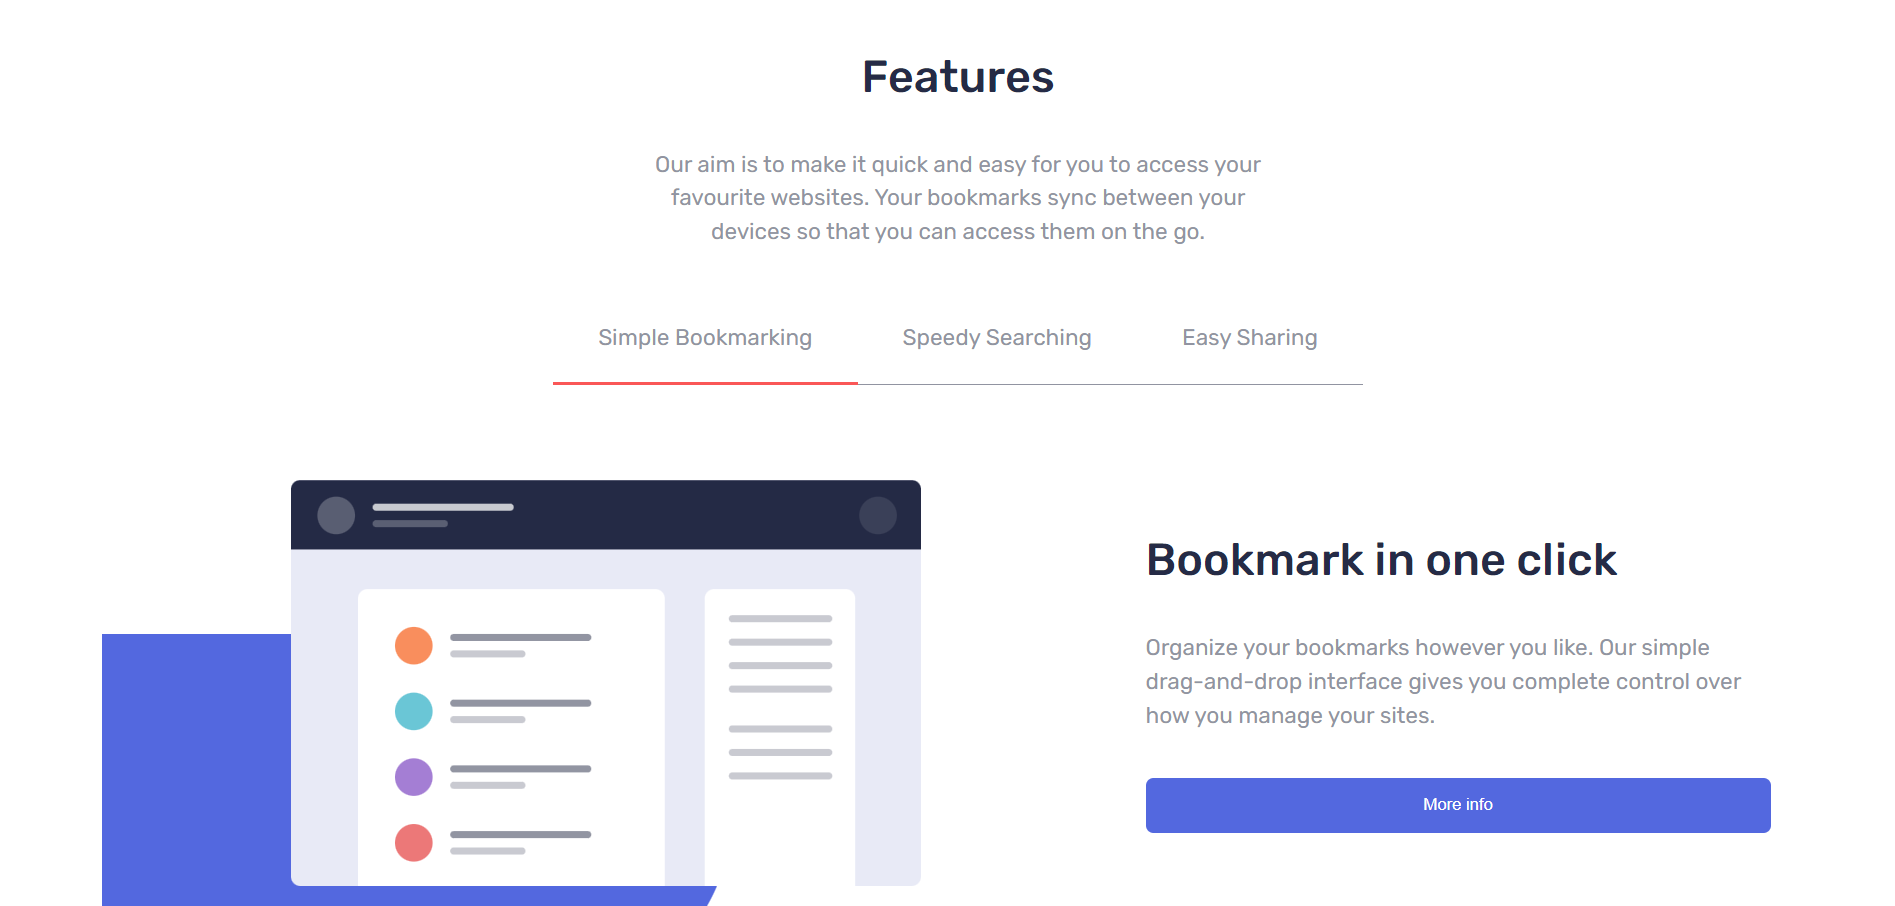 Features
Our aim is to make it quick and easy for you to access your
favourite websites. Your bookmarks sync between your
devices so that you can access them on the go.
Simple Bookmarking
Speedy Searching
Easy Sharing
Bookmark in one click
Organize your bookmarks however you like. Our simple
drag-and-drop interface gives you complete control over
how you manage your sites.
More info